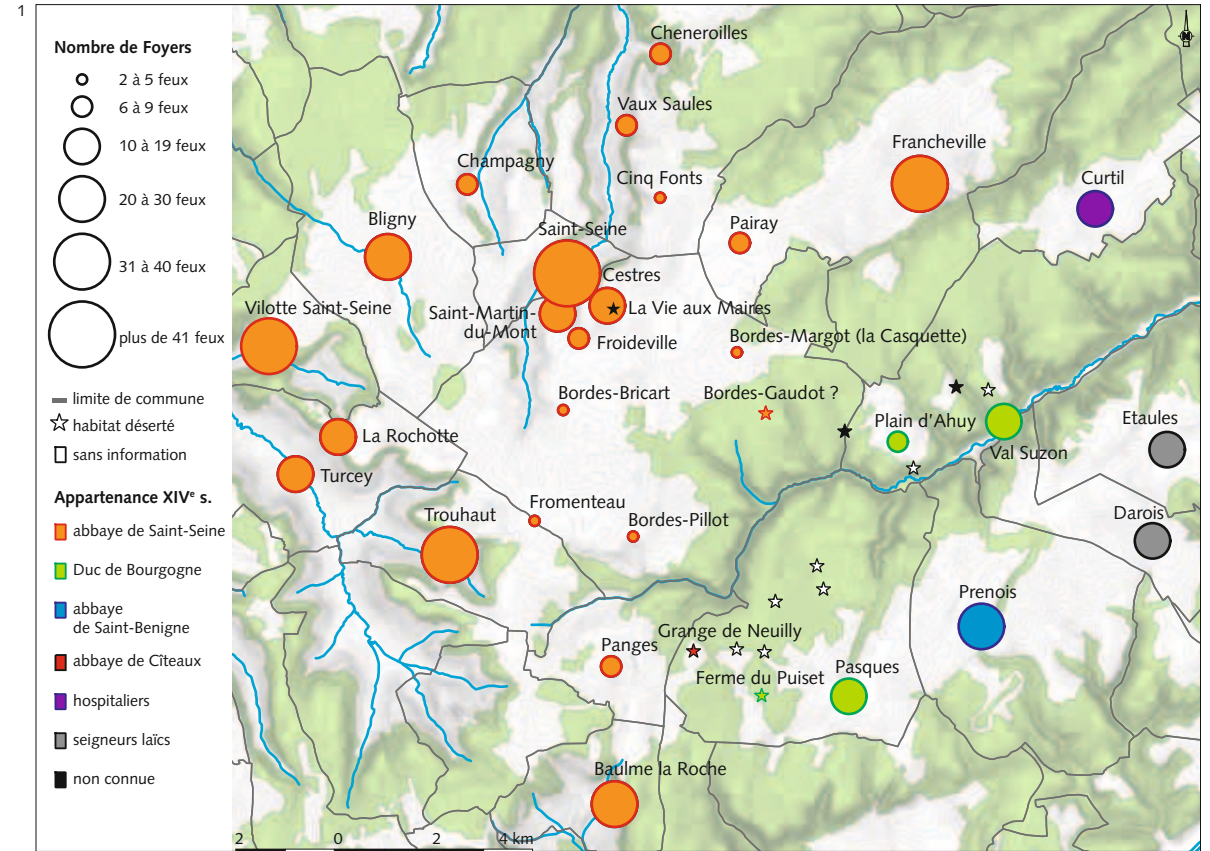 1
Nombre de Foyers
2 à 5 feux
6 à 9 feux
10 à 19 feux
20 à 30 feux
31 à 40 feux
plus de 41 feux
limite de commune
habitat déserté
sans information
Appartenance XIVe s.
abbaye de Saint-Seine
Duc de Bourgogne
abbaye
de Saint-Benigne
abbaye de Cîteaux
hospitaliers
seigneurs laïcs
non connue
N
Cheneroilles
Vaux Saules
Francheville
Champagny
Cinq Fonts
Curtil
Bligny
Saint-Seine
Pairay
Cestres
Vilotte Saint-Seine
Saint-Martin-
du-Mont
La Vie aux Maires
Froideville
Bordes-Margot (la Casquette)
Bordes-Bricart
Bordes-Gaudot ?
Plain d'Ahuy
Etaules
La Rochotte
Val Suzon
Turcey
Fromenteau
Trouhaut
Bordes-Pillot
Darois
Prenois
Grange de Neuilly
Panges
Ferme du Puiset
Pasques
Baulme la Roche
2 0 2 4 km